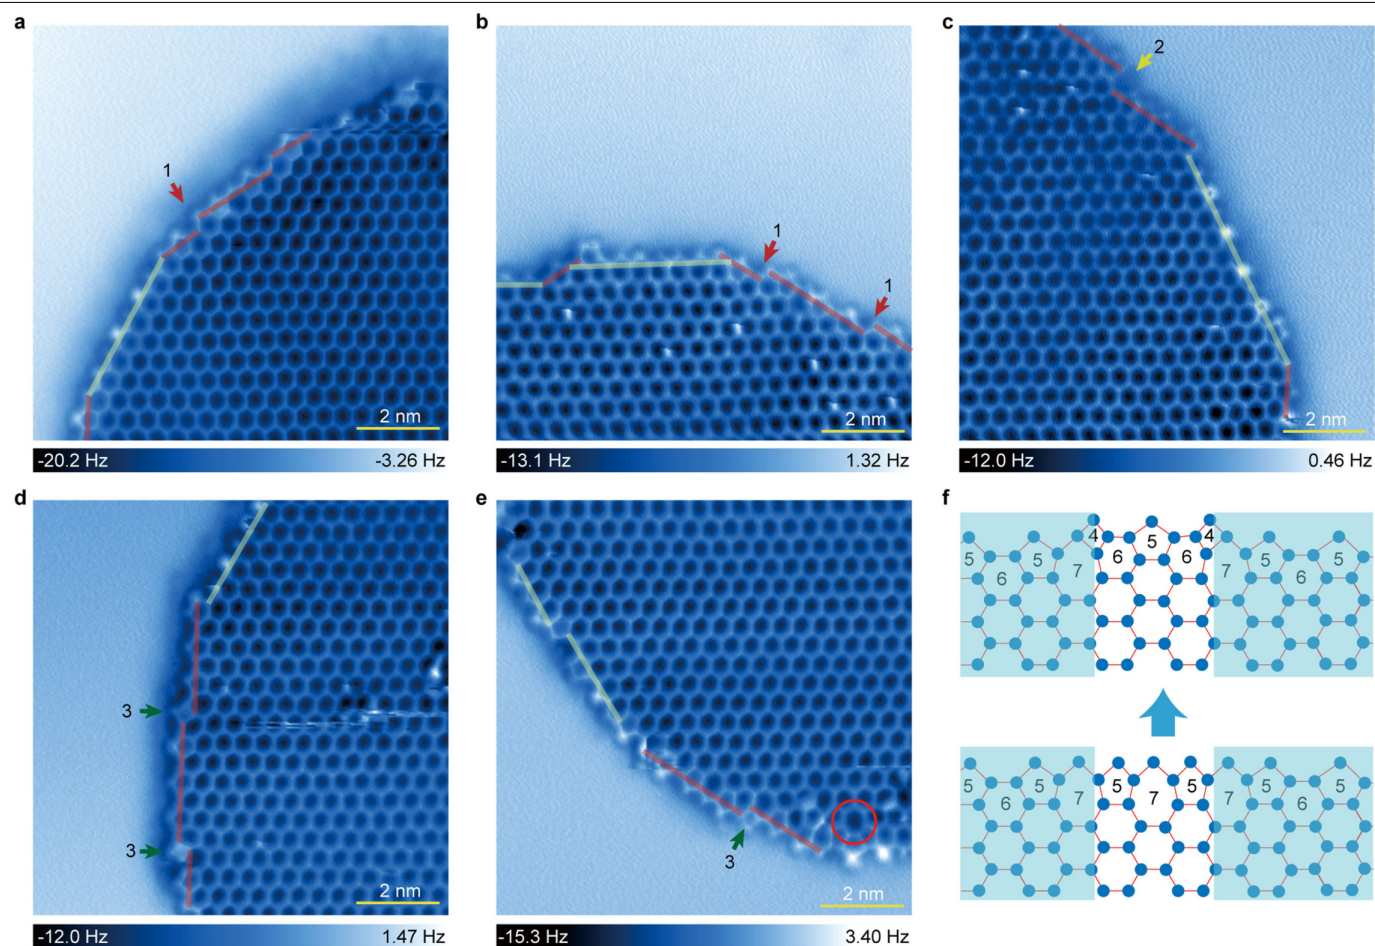 a
1
2 nm
-20.2 Hz -3.26 Hz
b
1
1
2 nm
-13.1 Hz 1.32 Hz
c
2
2 nm
-12.0 Hz 0.46 Hz
d
3
3
2 nm
-12.0 Hz 1.47 Hz
e
3
2 nm
-15.3 Hz 3.40 Hz
f
4 5 4
5 5 6 6 5
6 7 7 6
5 5 5 5 5 5
6 7 7 7 6